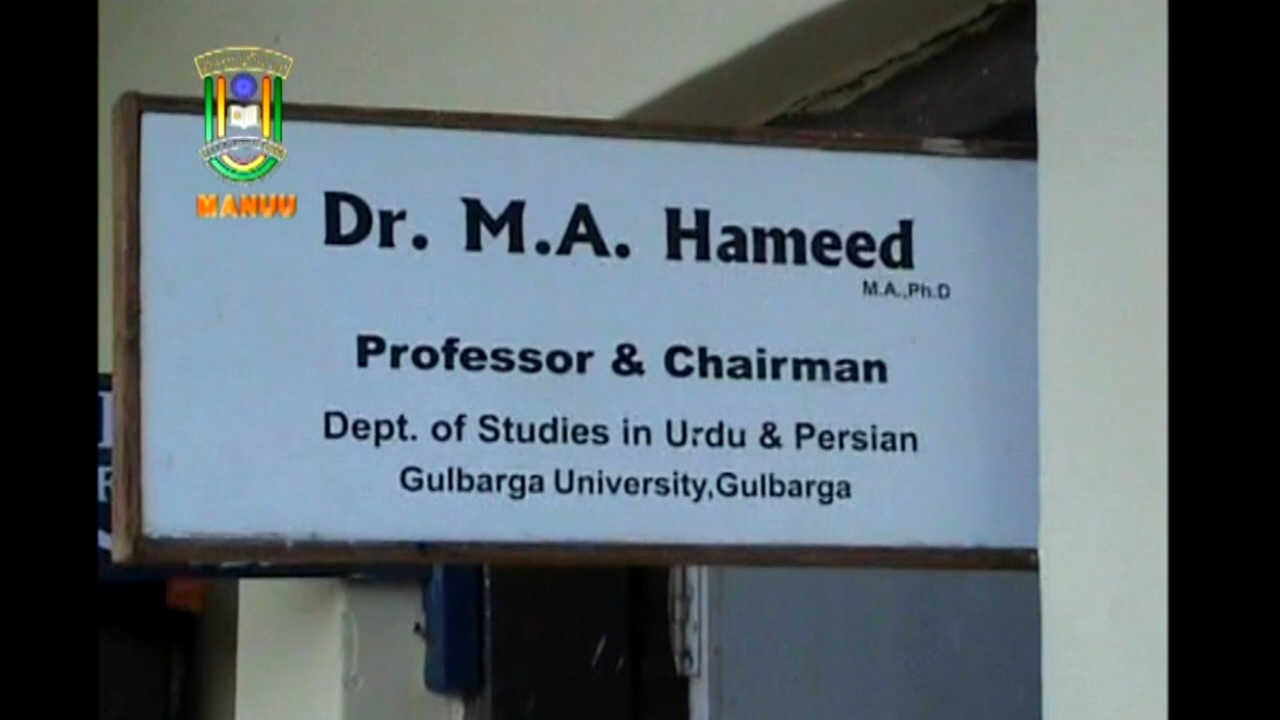 MANUU
Dr. M.A. Hameed
M.A.,Ph.D
Professor & Chairman
Dept. of Studies in Urdu & Persian
Gulbarga University,Gulbarga